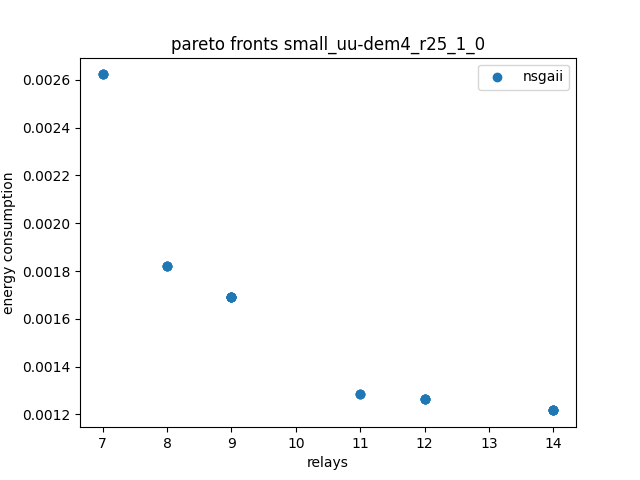 pareto fronts small_uu-dem4_r25_1_0
nsgaii
energy consumption
0.0026
0.0024
0.0022
0.0020
0.0018
0.0016
0.0014
0.0012
7 8 9 10 11 12 13 14
relays